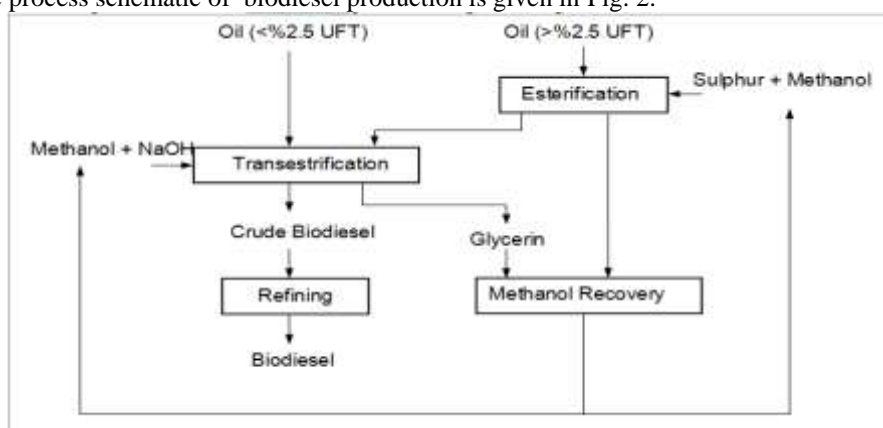 process schematic of biodiesel production is given in Fig. 2.
Oil (<%2.5 UFT)
Oil (>%2.5 UFT)
Esterification
Sulphur + Methanol
Methanol + NaOH
Transestrification
Crude Biodiesel
Glycerin
Refining
Methanol Recovery
Biodiesel